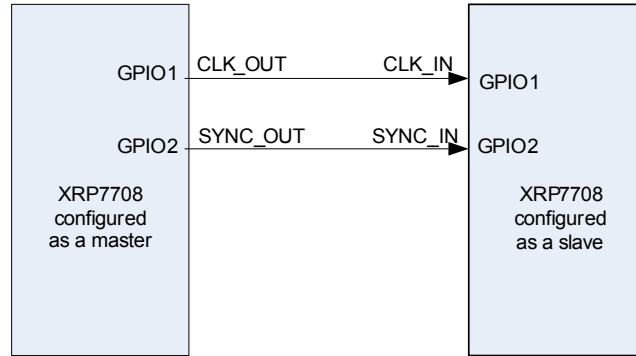 GPIO1 CLK_OUT CLK_IN GPIO1
GPIO2 SYNC_OUT SYNC_IN GPIO2
XRP7708
configured
as a master
XRP7708
configured
as a slave